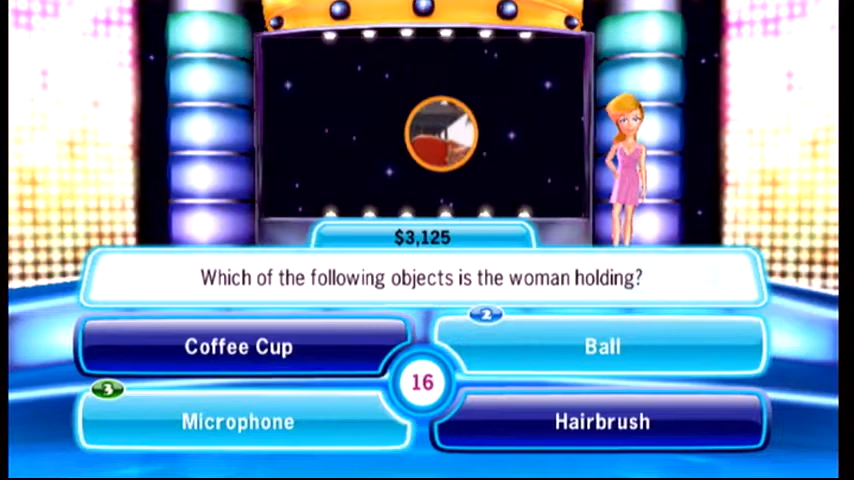 $3,125
Which of the following objects is the woman holding?
Coffee Cup
2
Ball
16
3
Microphone
Hairbrush